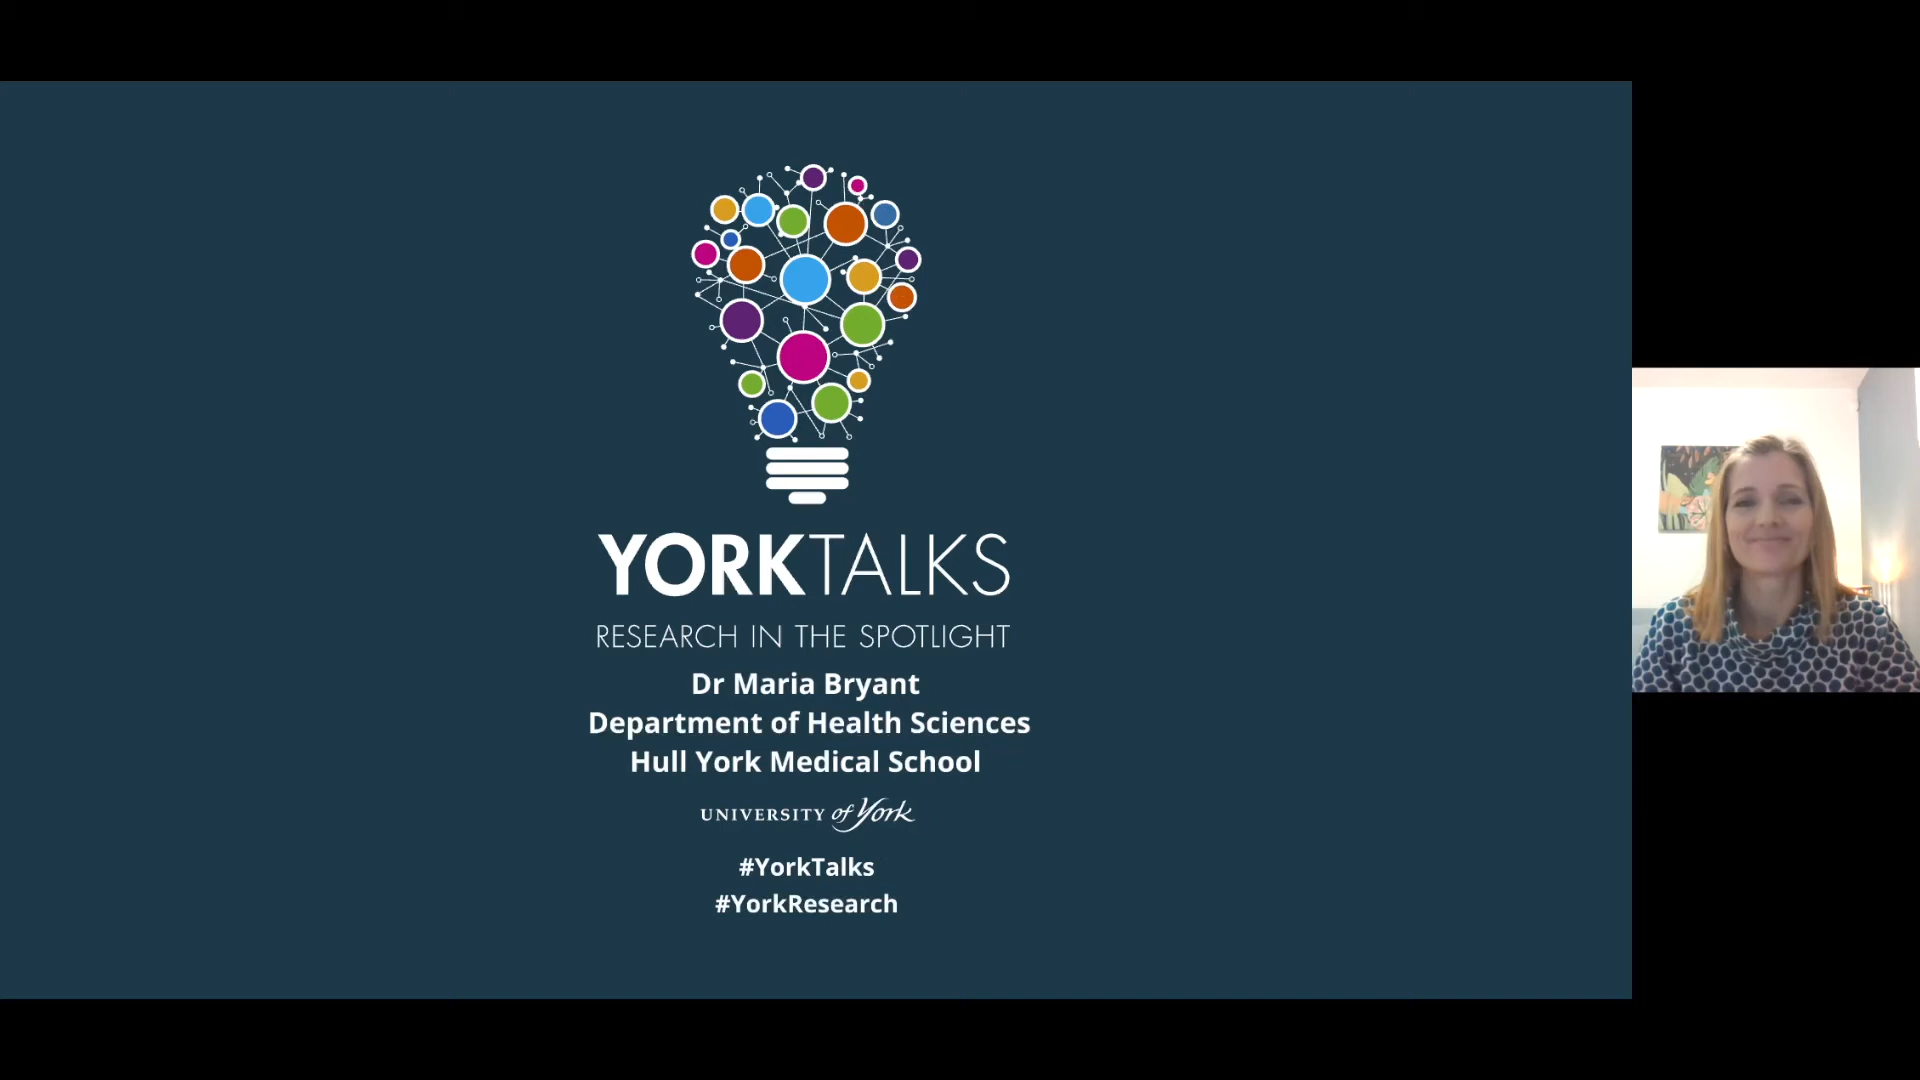 YORKTALKS
RESEARCH IN THE SPOTLIGHT
Dr Maria Bryant
Department of Health Sciences
Hull York Medical School
UNIVERSITY of York
#YorkTalks
#YorkResearch